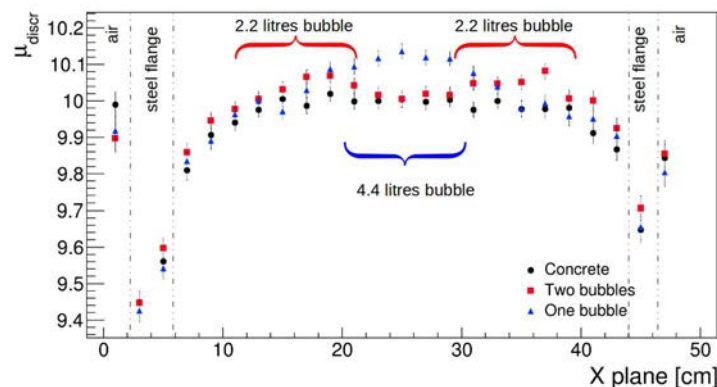 2.2 litres bubble
2.2 litres bubble
μdiscr
air
steel flange
steel flange
air
10.2
10.1
10
9.9
9.8
9.7
9.6
9.5
9.4
4.4 litres bubble
Concrete
Two bubbles
One bubble
0 10 20 30 40 50
X plane [cm]